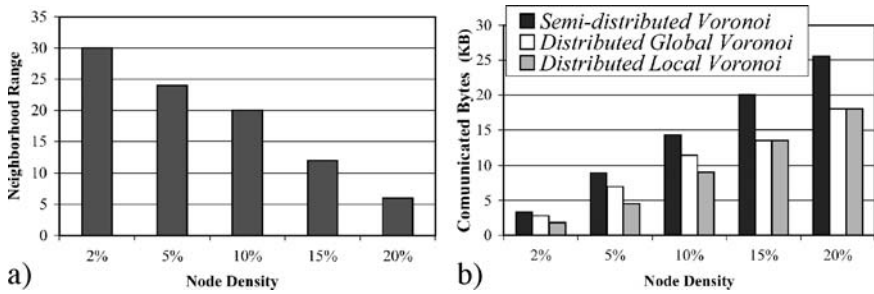 35
30
25
20
15
10
5
0
Neighborhood Range
2% 5% 10% 15% 20%
Node Density
a)
30
25
20
15
10
5
0
Comuunicated Bytes (KB)
Semi-distributed Voronoi
Distributed Global Voronoi
Distributed Local Voronoi
2% 5% 10% 15% 20%
Node Density
b)